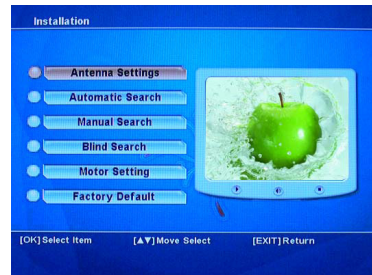 Installation
Antenna Settings
Automatic Search
Manual Search
Blind Search
Motor Setting
Factory Default
[OK]Select Item [▲▼]Move Select [EXIT]Return